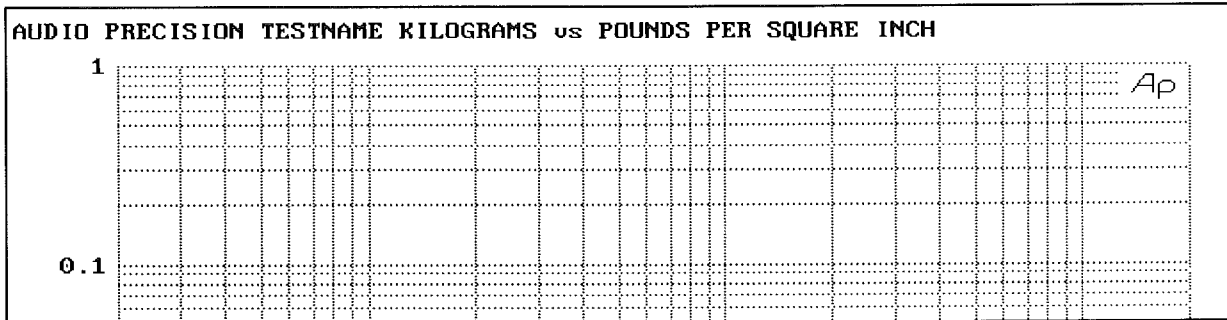 AUDIO PRECISION TESTNAME KILOGRAMS vs POUNDS PER SQUARE INCH
1
Ap
0.1